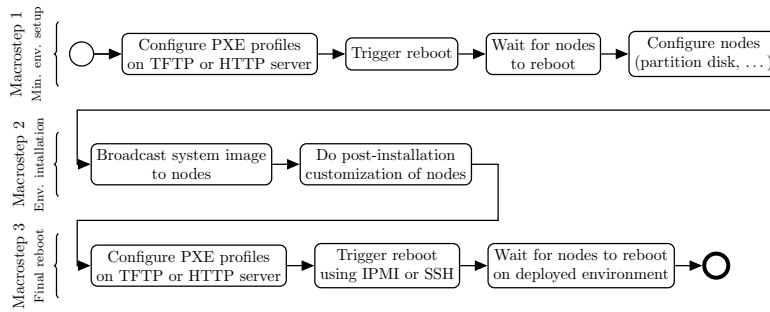 Macrostep 1
Min. env. setup
Configure PXE profiles
on TFTP or HTTP server
Trigger reboot
Wait for nodes
to reboot
Configure nodes
(partition disk, …)
Macrostep 2
Env. intallation
Broadcast system image
to nodes
Do post-installation
customization of nodes
Macrostep 3
Final reboot
Configure PXE profiles
on TFTP or HTTP server
Trigger reboot
using IPMI or SSH
Wait for nodes to reboot
on deployed environment